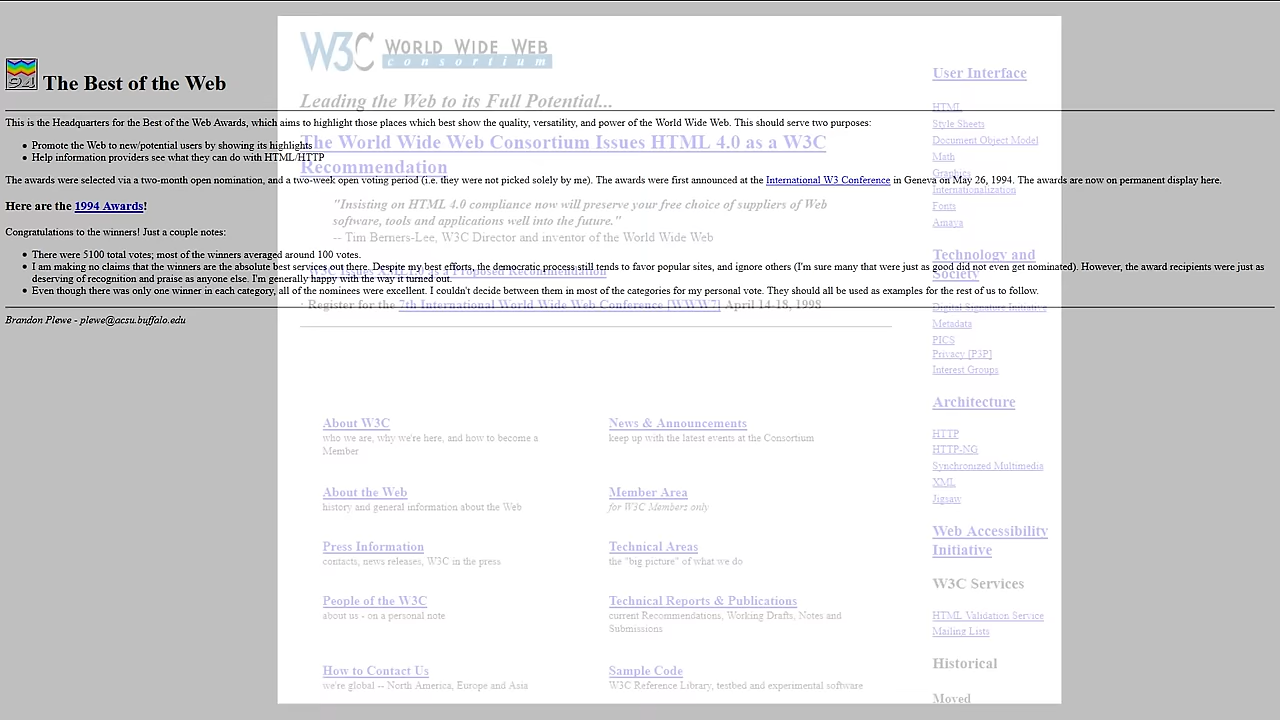 The Best of the Web
This is the Headquarters for the Best of the Web Awards, which aims to highlight those places which best show the quality, versatility, and power of the World Wide Web. This should serve two purposes:
Promote the Web to new/potential users by showing its highlights
Help information providers see what they can do with HTML/HTTP
The awards were selected via a two-month open nomination, and a two-week open voting period (i.e. they were not picked solely by me). The awards were first announced at the International W3 Conference in Geneva on May 26, 1994. The awards are now on permanent display here.
Here are the 1994 Awards!
Congratulations to the winners! Just a couple notes:
There were 5100 total votes; most of the winners averaged around 100 votes.
I am making no claims that the winners are the absolute best services out there. Despite my best efforts, the democratic process still tends to favor popular sites, and ignore others (I'm sure many that were just as good did not even get nominated). However, the award recipients were just as
deserving of recognition and praise as anyone else. I'm generally happy with the way it turned out.
Even though there was only one winner in each category, all of the nominees were excellent. I couldn't decide between them in most of the categories for my personal vote. They should all be used as examples for the rest of us to follow.
Brandon Plewe - plewe@acsu.buffalo.edu
W3C WORLD WIDE WEB
consortium
Leading the Web to its Full Potential...
The World Wide Web Consortium Issues HTML 4.0 as a W3C
Recommendation
"Insisting on HTML 4.0 compliance now will preserve your free choice of suppliers of Web
software, tools and applications well into the future."
-- Tim Berners-Lee, W3C Director and inventor of the World Wide Web
as a Proposed Recommendation
· Register for the 7th International World Wide Web Conference [WWW7] April 14-18, 1998
About W3C
who we are, why we're here, and how to become a
Member
News & Announcements
keep up with the latest events at the Consortium
About the Web
history and general information about the Web
Member Area
for W3C Members only
Press Information
contacts, news releases, W3C in the press
Technical Areas
the "big picture" of what we do
People of the W3C
about us - on a personal note
Technical Reports & Publications
current Recommendations, Working Drafts, Notes and
Submissions
How to Contact Us
we're global -- North America, Europe and Asia
Sample Code
W3C Reference Library, testbed and experimental software
User Interface
HTML
Style Sheets
Document Object Model
Math
Graphics
Internationalization
Fonts
Amaya
Technology and
Society
Digital Signature Initiative
Metadata
PICS
Privacy [P3P]
Interest Groups
Architecture
HTTP
HTTP-NG
Synchronized Multimedia
XML
Jigsaw
Web Accessibility
Initiative
W3C Services
HTML Validation Service
Mailing Lists
Historical
Moved